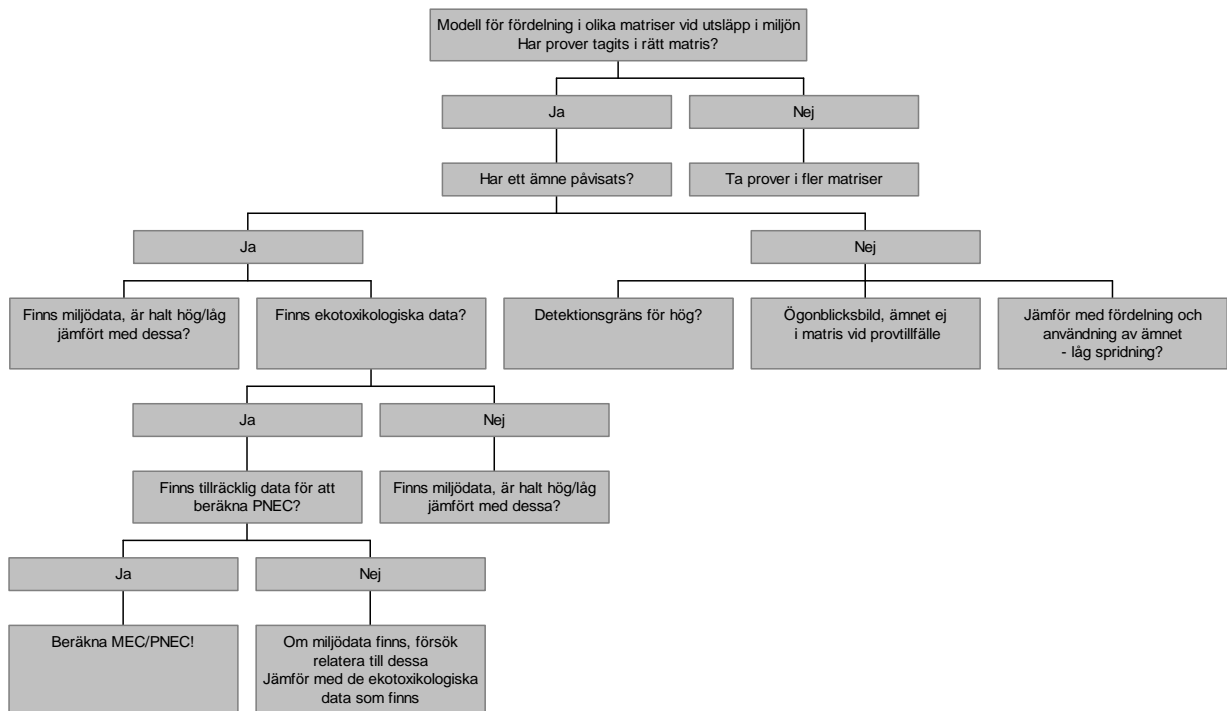 Modell för fördelning i olika matriser vid utsläpp i miljön
Har prover tagits i rätt matris?
Ja
Nej
Har ett ämne påvisats?
Ta prover i fler matriser
Ja
Nej
Finns miljödata, är halt hög/låg
jämfört med dessa?
Finns ekotoxikologiska data?
Detektionsgräns för hög?
Ögonblicksbild, ämnet ej
i matris vid provtillfälle
Jämför med fördelning och
användning av ämnet
- låg spridning?
Ja
Nej
Finns tillräcklig data för att
beräkna PNEC?
Finns miljödata, är halt hög/låg
jämfört med dessa?
Ja
Nej
Beräkna MEC/PNEC!
Om miljödata finns, försök
relatera till dessa
Jämför med de ekotoxikologiska
data som finns